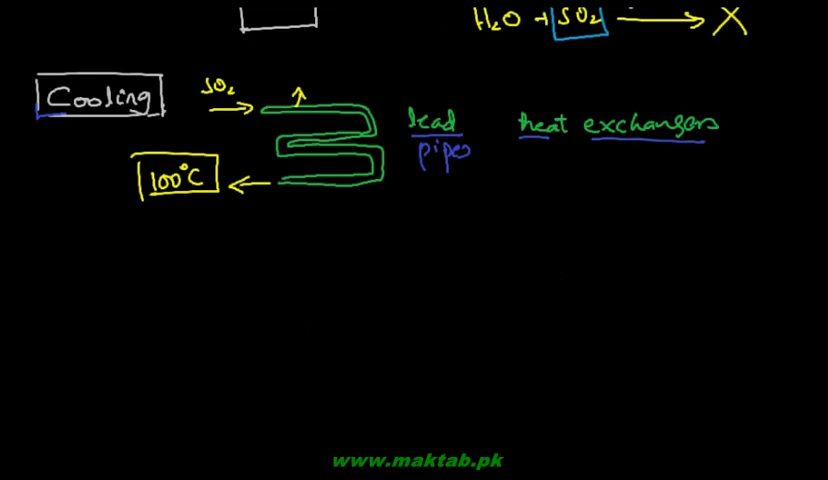 H₂O + SO₂ → X
Cooling
SO₂
lead heat exchangers
pipes
100°C
www.maktab.pk